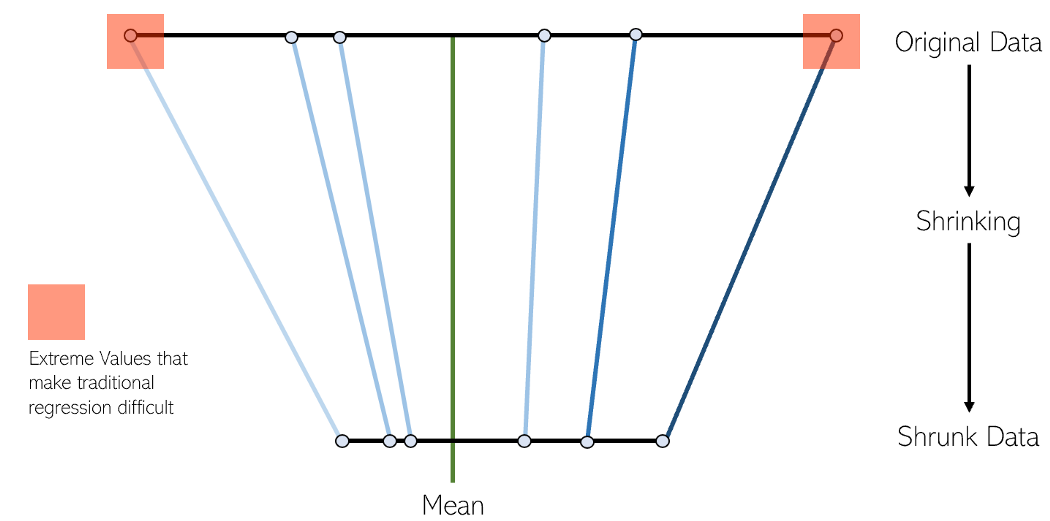 Original Data
Shrinking
Extreme Values that
make traditional
regression difficult
Shrunk Data
Mean